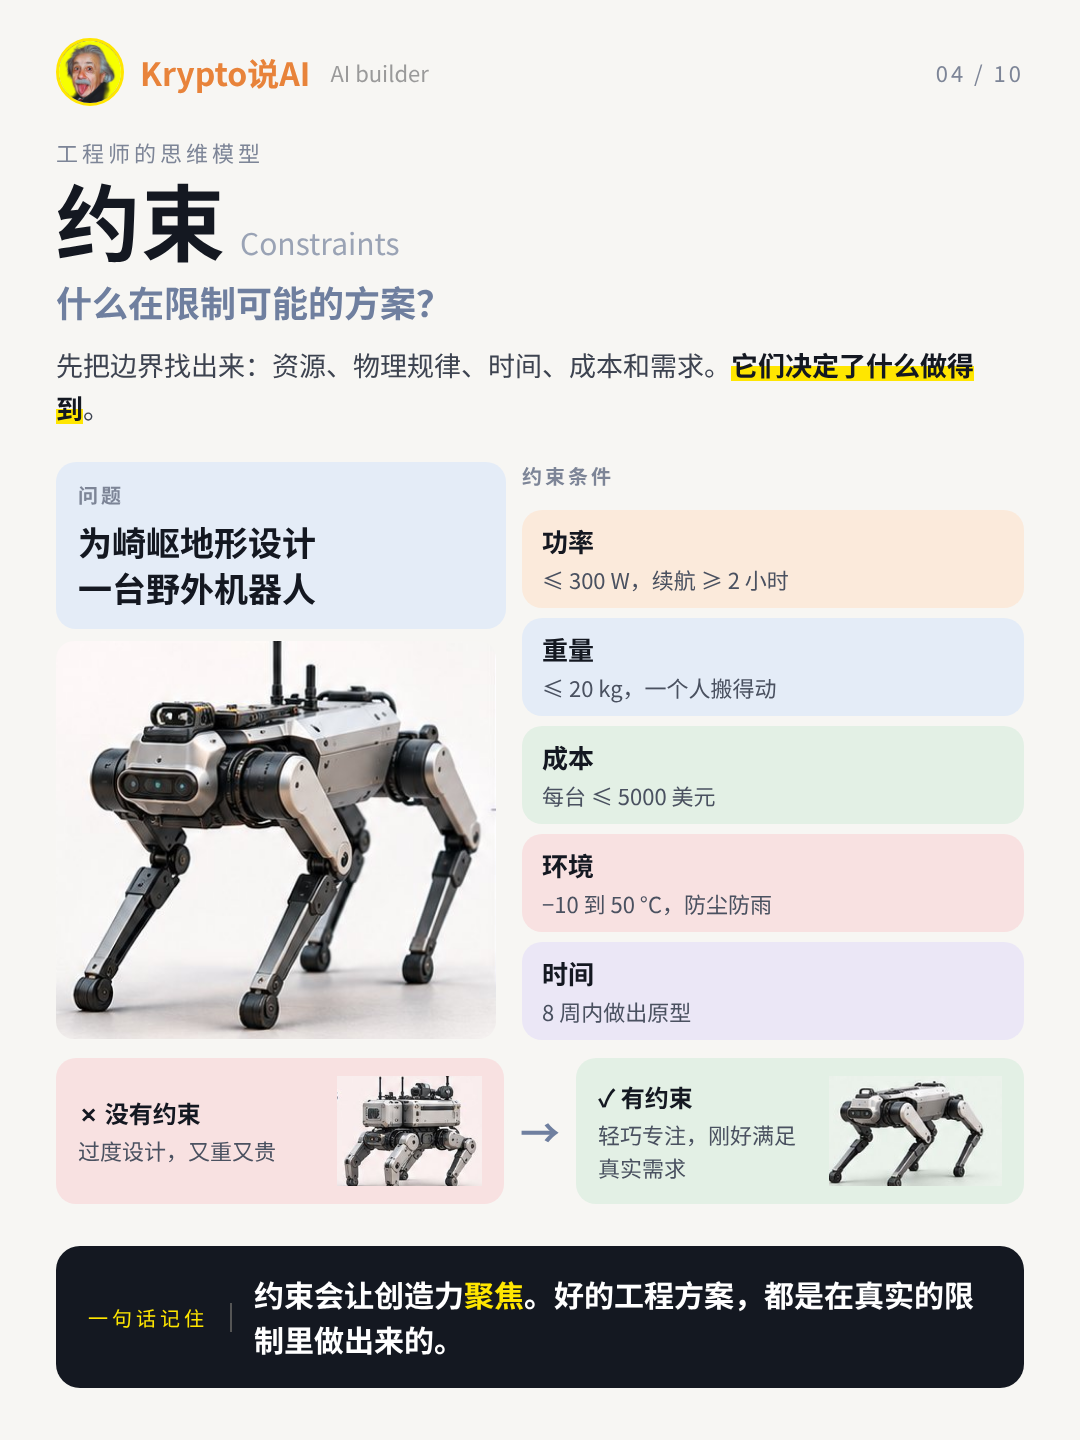 Krypto说AI AI builder 04 / 10
工程师的思维模型
约束 Constraints
什么在限制可能的方案？
先把边界找出来：资源、物理规律、时间、成本和需求。它们决定了什么做得
到。
问题
为崎岖地形设计
一台野外机器人
约束条件
功率
≤ 300 W，续航 ≥ 2 小时
重量
≤ 20 kg，一个人搬得动
成本
每台 ≤ 5000 美元
环境
−10 到 50 °C，防尘防雨
时间
8 周内做出原型
× 没有约束
过度设计，又重又贵
→
✓ 有约束
轻巧专注，刚好满足
真实需求
一句话记住
约束会让创造力聚焦。好的工程方案，都是在真实的限
制里做出来的。